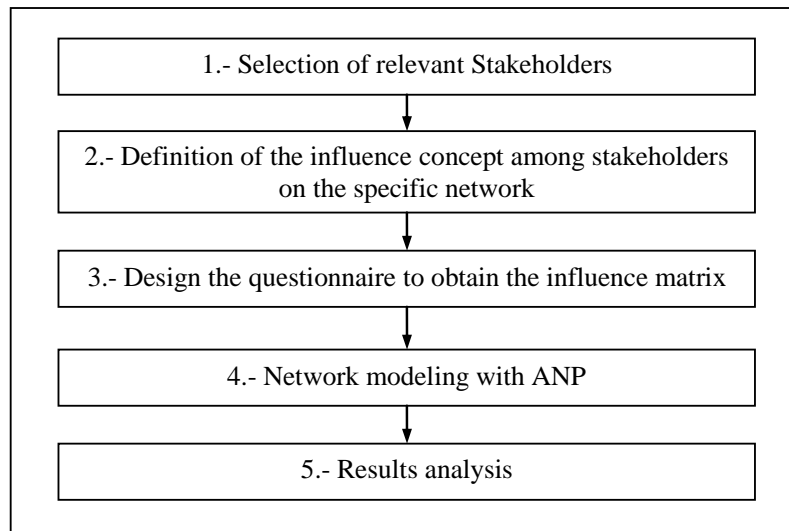 1.- Selection of relevant Stakeholders
2.- Definition of the influence concept among stakeholders
on the specific network
3.- Design the questionnaire to obtain the influence matrix
4.- Network modeling with ANP
5.- Results analysis